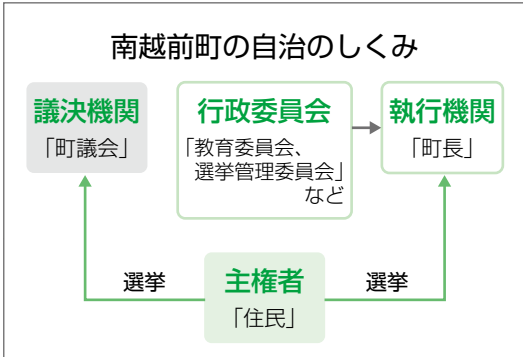 南越前町の自治のしくみ
議決機関
「町議会」
行政委員会
「教育委員会、
選挙管理委員会」
など
執行機関
「町長」
選挙
主権者
「住民」
選挙